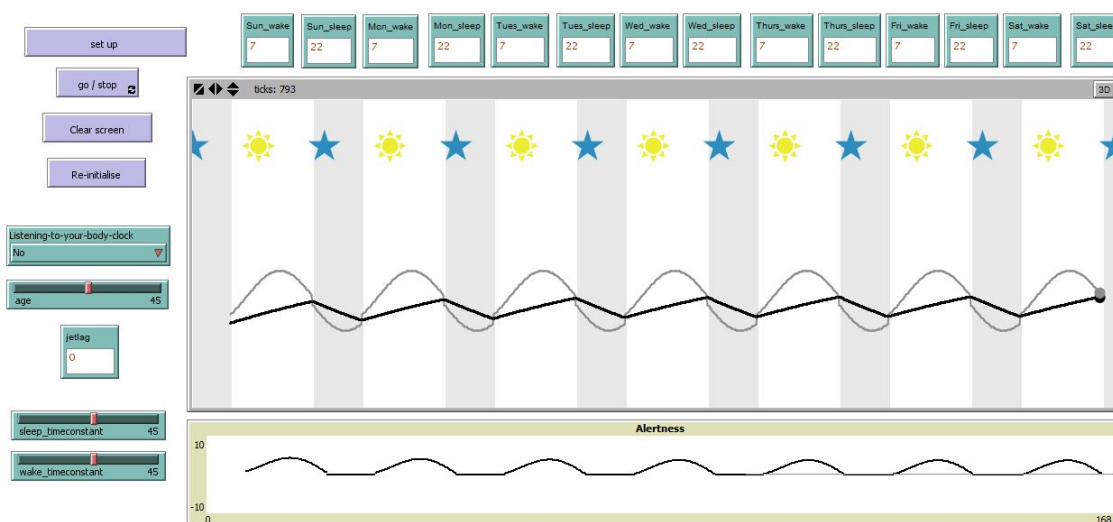 set up
go / stop
Clear screen
Re-initialise
Listening-to-your-body-clock
No
age 45
jetlag
0
sleep_timeconstant 45
wake_timeconstant 45
Sun_wake Sun_sleep Mon_wake Mon_sleep Tues_wake Tues_sleep Wed_wake Wed_sleep Thurs_wake Thurs_sleep Fri_wake Fri_sleep Sat_wake Sat_sleep
7 22 7 22 7 22 7 22 7 22 7 22 7 22
ticks: 793 3D
Alertness
10
-10
0 168